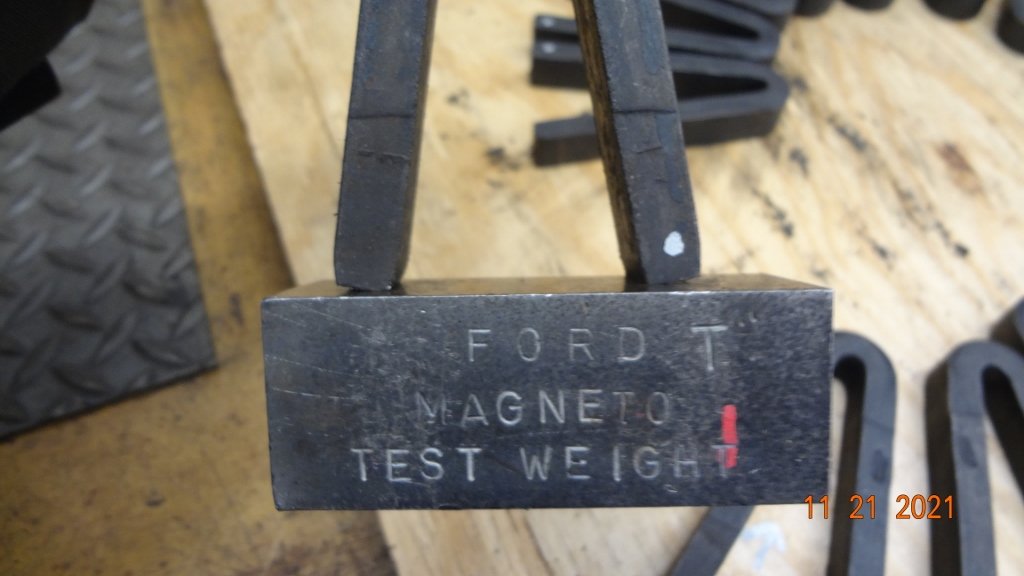 FORD T
MAGNETO
TEST WEIGHT
11 21 2021